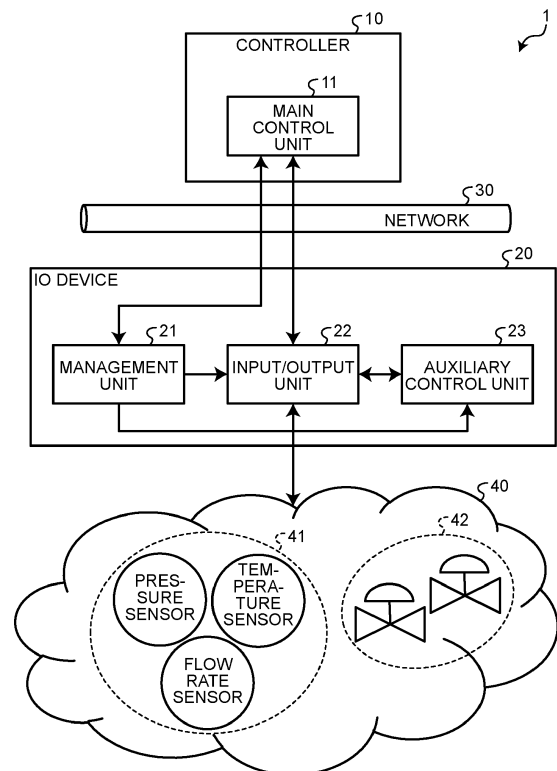 1
10
CONTROLLER
11
MAIN
CONTROL
UNIT
30
NETWORK
20
IO DEVICE
21
MANAGEMENT
UNIT
22
INPUT/OUTPUT
UNIT
23
AUXILIARY
CONTROL UNIT
40
41
42
PRES-
SURE
SENSOR
TEM-
PERA-
TURE
SENSOR
FLOW
RATE
SENSOR